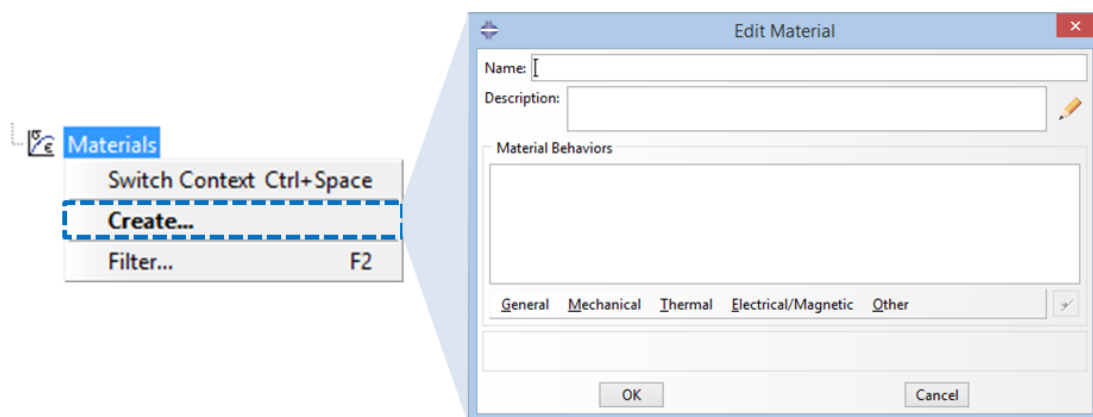 Edit Material
Name:
Description:
Material Behaviors
General Mechanical Thermal Electrical/Magnetic Other
OK Cancel
σ
ε
Materials
Switch Context Ctrl+Space
Create...
Filter... F2